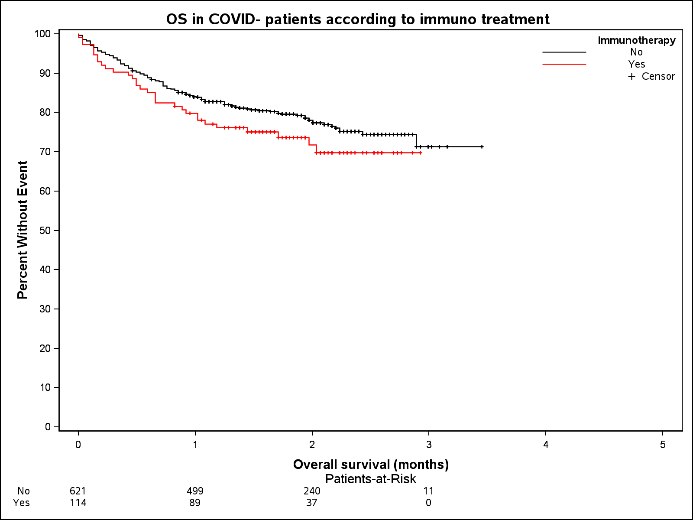 OS in COVID- patients according to immuno treatment
Immunotherapy
No
Yes
+ Censor
Percent Without Event
100
90
80
70
60
50
40
30
20
10
0
0 1 2 3 4 5
Overall survival (months)
Patients-at-Risk
No 621 499 240 11
Yes 114 89 37 0